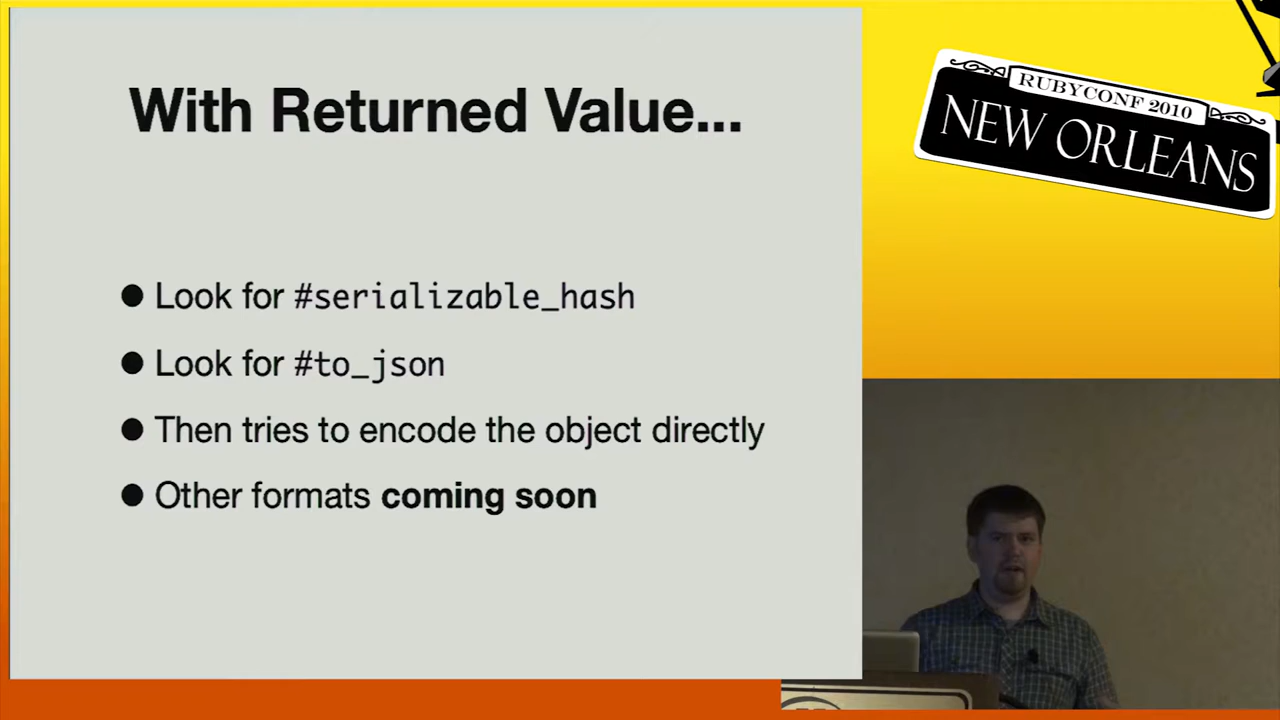 With Returned Value...
Look for #serializable_hash
Look for #to_json
Then tries to encode the object directly
Other formats coming soon
RUBYCONF 2010
NEW ORLEANS